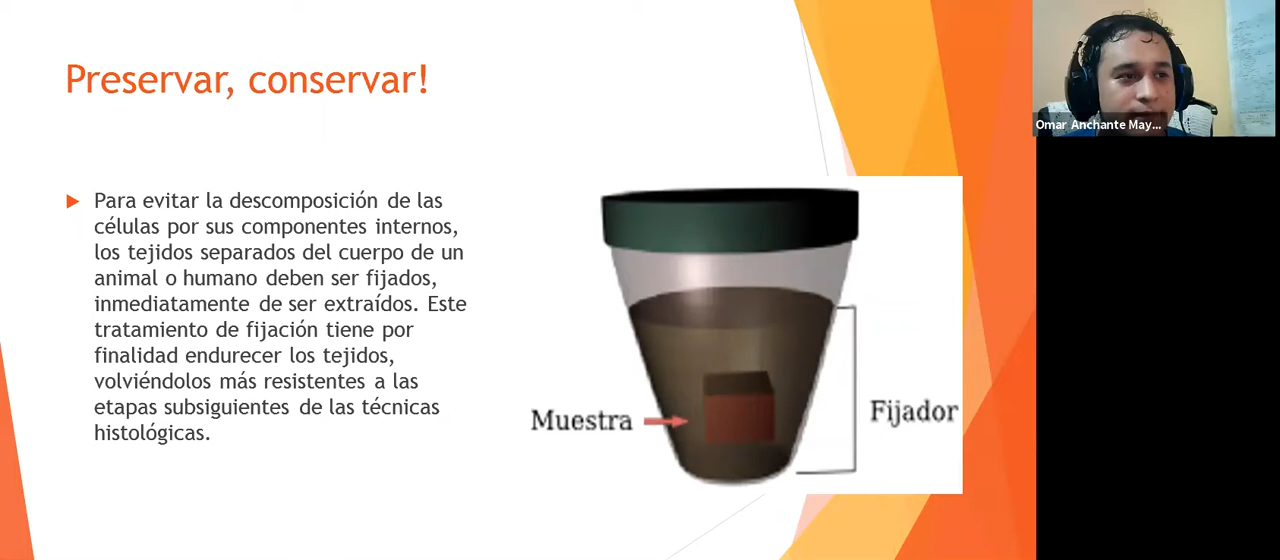 Preservar, conservar!
Para evitar la descomposición de las
células por sus componentes internos,
los tejidos separados del cuerpo de un
animal o humano deben ser fijados,
inmediatamente de ser extraídos. Este
tratamiento de fijación tiene por
finalidad endurecer los tejidos,
volviéndolos más resistentes a las
etapas subsiguientes de las técnicas
histológicas.
Muestra
Fijador
Omar Anchante May...